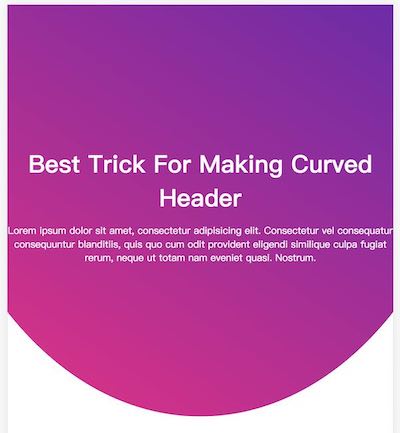 Best Trick For Making Curved
Header
Lorem ipsum dolor sit amet, consectetur adipisicing elit. Consectetur vel consequatur
consequuntur blanditiis, quis quo cum odit provident eligendi similique culpa fugiat
rerum, neque ut totam nam eveniet quasi. Nostrum.